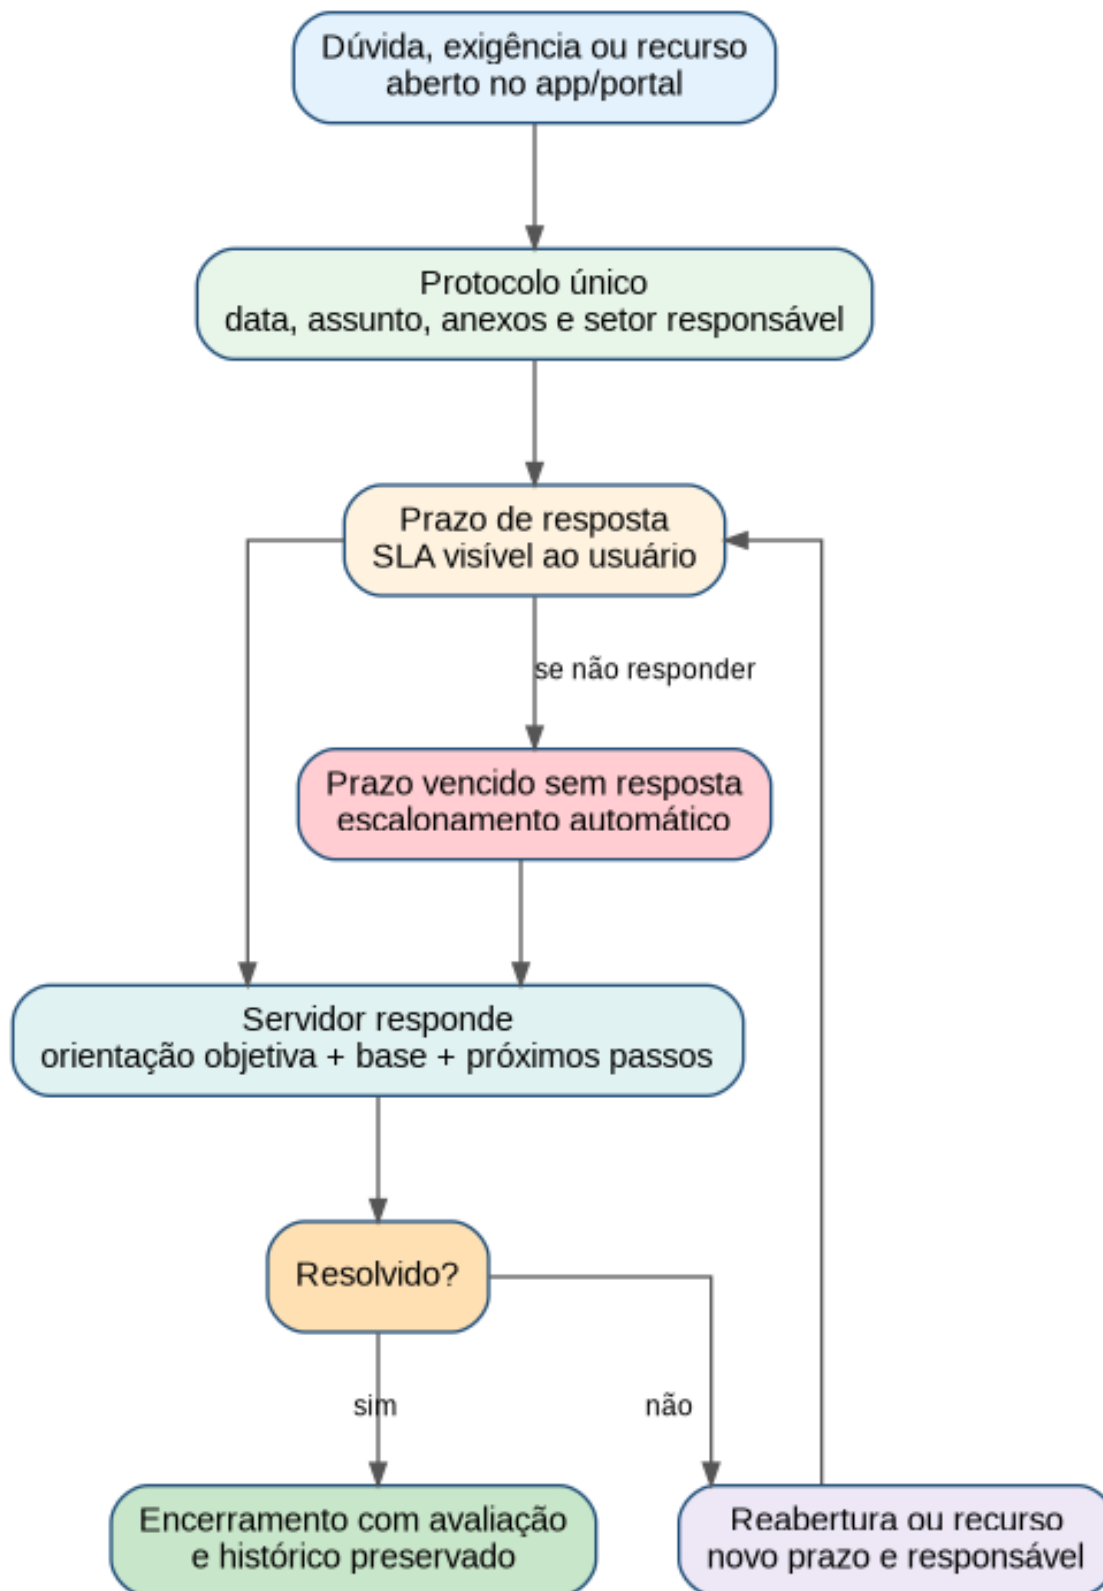 Dúvida, exigência ou recurso
aberto no app/portal
Protocolo único
data, assunto, anexos e setor responsável
Prazo de resposta
SLA visível ao usuário
se não responder
Prazo vencido sem resposta
escalonamento automático
Servidor responde
orientação objetiva + base + próximos passos
Resolvido?
sim
não
Encerramento com avaliação
e histórico preservado
Reabertura ou recurso
novo prazo e responsável